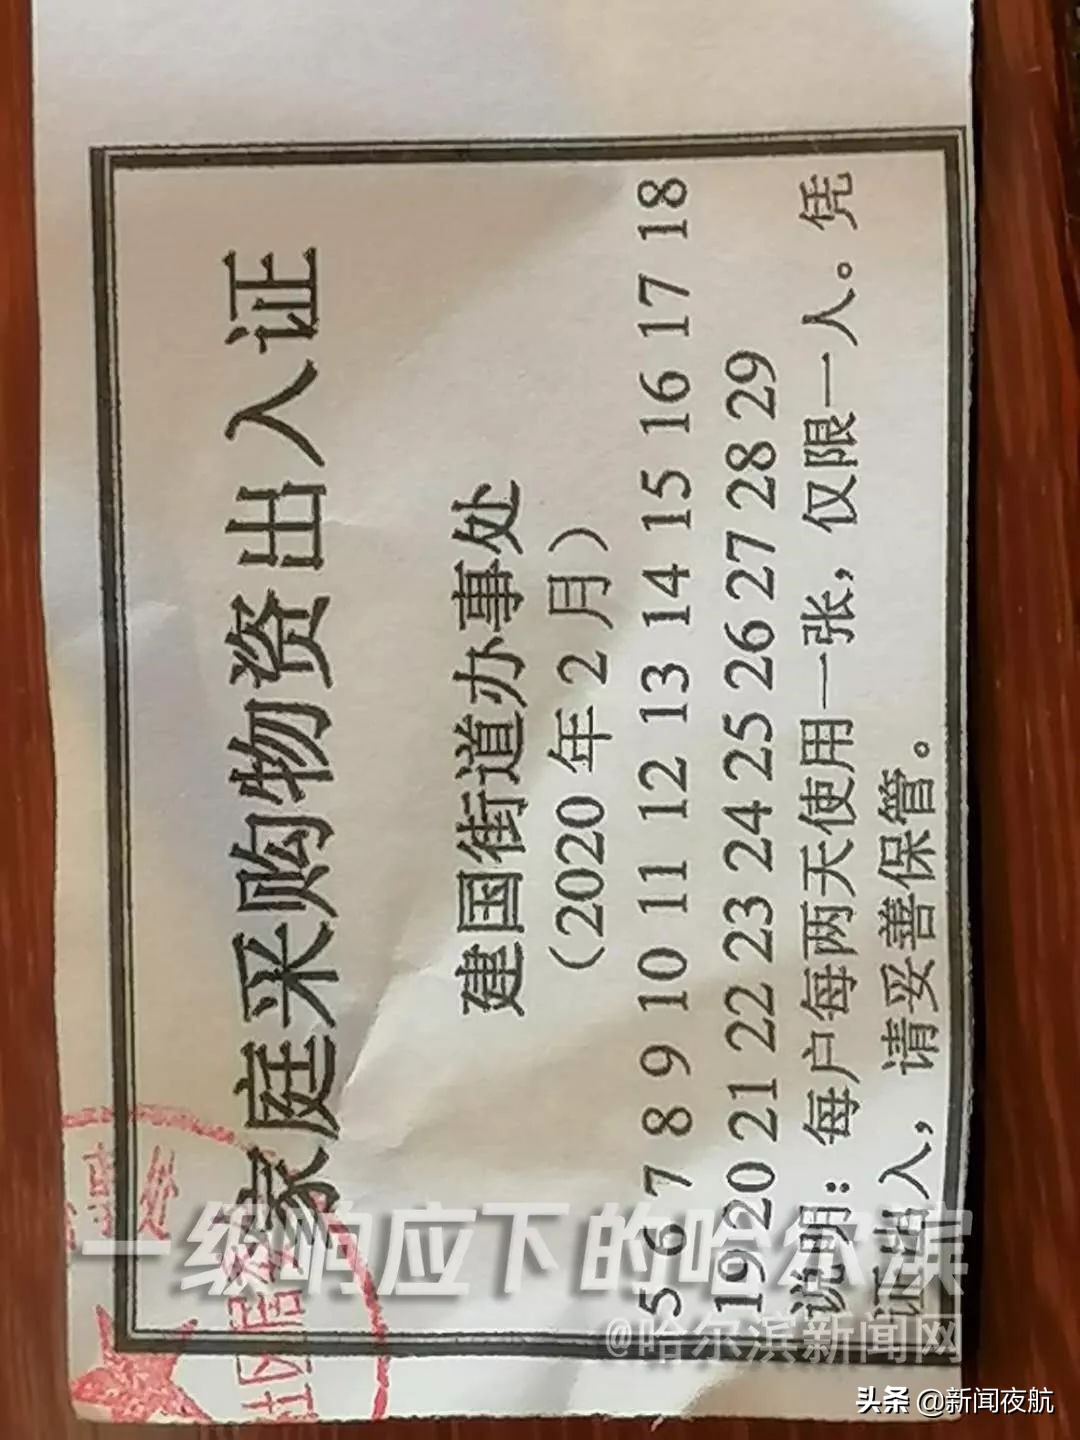 家庭采购物资出入证
建国街道办事处
（2020年2月）
5 6 7 8 9 10 11 12 13 14 15 16 17 18
19 20 21 22 23 24 25 26 27 28 29
说明：每户每两天使用一张，仅限一人。凭
证出入，请妥善保管。
社区居
一级响应下的哈尔滨
@哈尔滨新闻网
头条 @新闻夜航